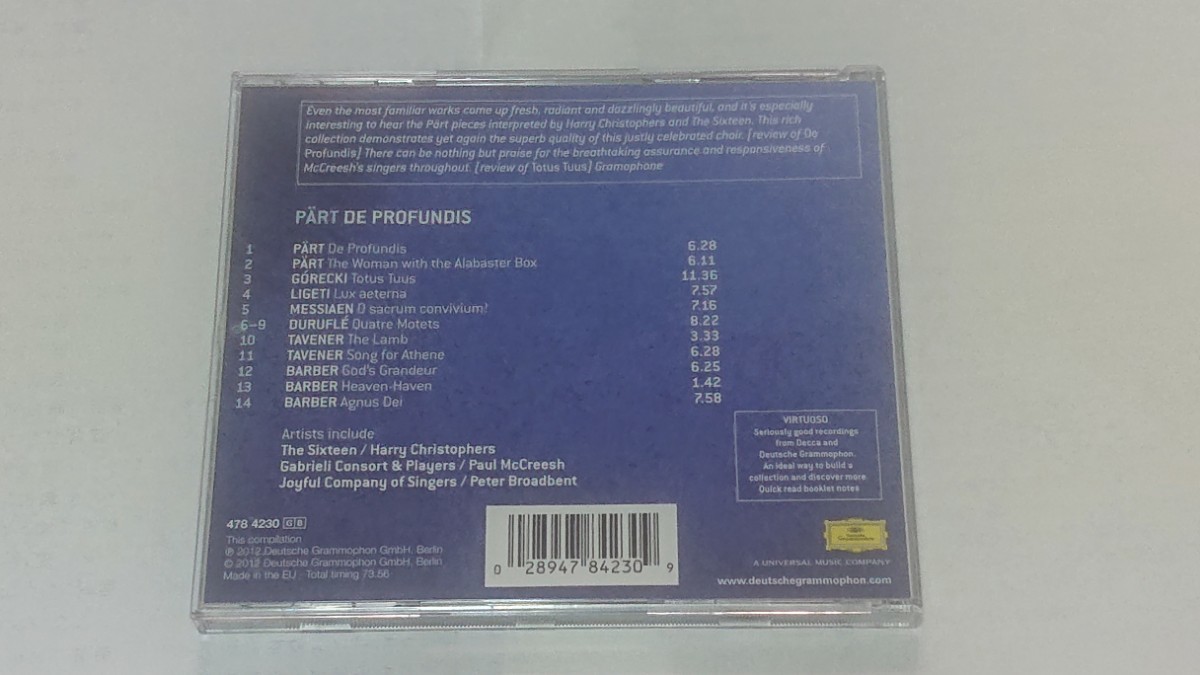 Even the most familiar works come up fresh, radiant and dazzlingly beautiful, and it's especially
interesting to hear the Pärt pieces interpreted by Harry Christophers and The Sixteen. This rich
collection demonstrates yet again the superb quality of this justly celebrated choir. [review of De
Profundis] There can be nothing but praise for the breathtaking assurance and responsiveness of
McCreesh's singers throughout. [review of Totus Tuus] Gramophone
PÄRT DE PROFUNDIS
1 PÄRT De Profundis 6.28
2 PÄRT The Woman with the Alabaster Box 6.11
3 GÓRECKI Totus Tuus 11.36
4 LIGETI Lux aeterna 7.57
5 MESSIAEN O sacrum convivium! 7.16
6–9 DURUFLÉ Quatre Motets 8.22
10 TAVENER The Lamb 3.33
11 TAVENER Song for Athene 6.28
12 BARBER God's Grandeur 6.25
13 BARBER Heaven-Haven 1.42
14 BARBER Agnus Dei 7.58
Artists include
The Sixteen / Harry Christophers
Gabrieli Consort & Players / Paul McCreesh
Joyful Company of Singers / Peter Broadbent
VIRTUOSO
Seriously good recordings
from Decca and
Deutsche Grammophon.
An ideal way to build a
collection and discover more
Quick read booklet notes
478 4230 GB
This compilation
℗ 2012 Deutsche Grammophon GmbH, Berlin
© 2012 Deutsche Grammophon GmbH, Berlin
Made in the EU · Total timing 73.56
0 28947 84230 9
Deutsche
Grammophon
A UNIVERSAL MUSIC COMPANY
www.deutschegrammophon.com